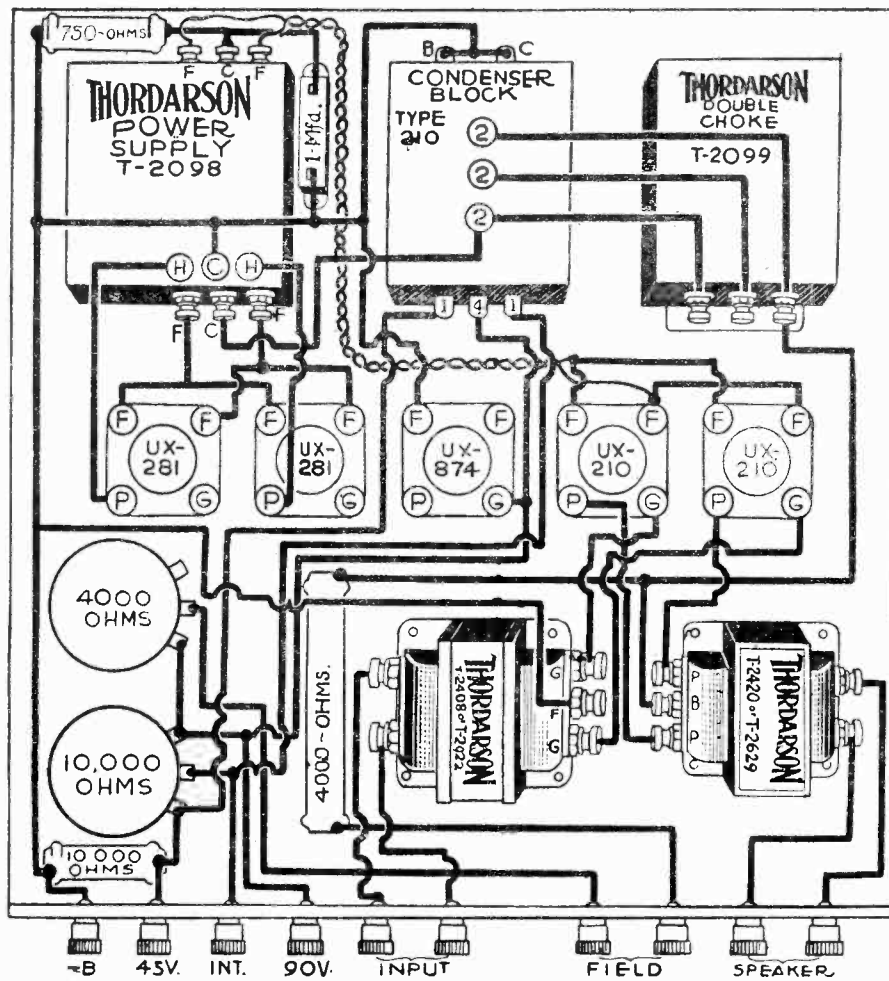 750-OHMS
F C F
THORDARSON
POWER
SUPPLY
T-2098
1-Mfd.
B C
CONDENSER
BLOCK
TYPE
210
2
2
2
THORDARSON
DOUBLE
CHOKE
T-2099
H C H
F C F
1 4 1
F F
UX-
281
P G
F F
UX-
281
P G
F F
UX-
874
P G
F F
UX-
210
P G
F F
UX-
210
P G
4000
OHMS
10,000
OHMS
10 000
OHMS
4000-OHMS.
THORDARSON
T-2408 or T-2922
G
F
G
P
B
P
THORDARSON
T-2420 or T-2629
-B 45V. INT. 90V. INPUT FIELD SPEAKER